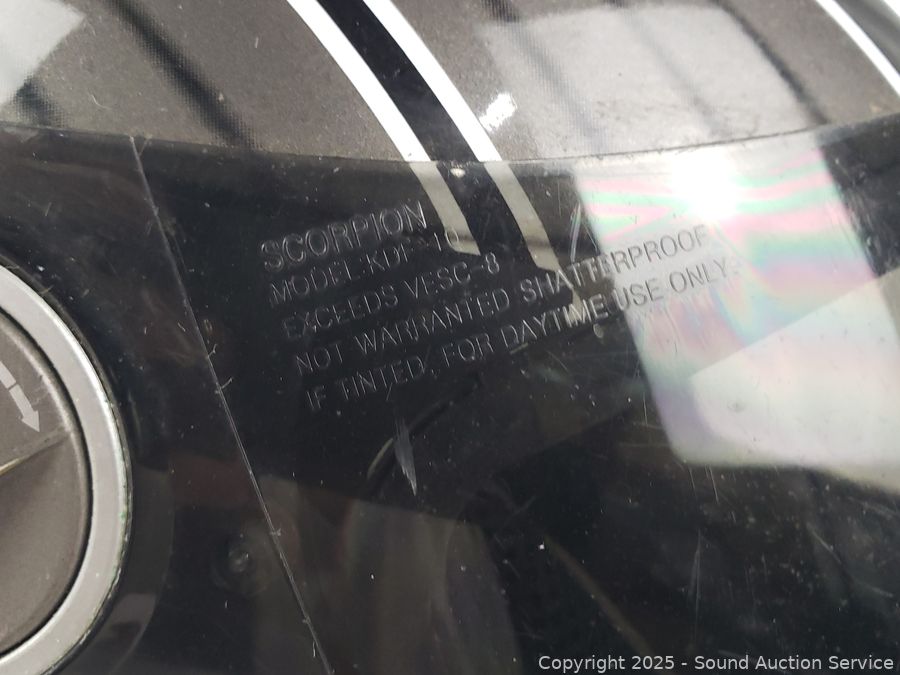 SCORPION
MODEL:KDF-10
EXCEEDS VESC-8
NOT WARRANTED SHATTERPROOF
IF TINTED, FOR DAYTIME USE ONLY.
Copyright © 2025 - Sound Auction Service